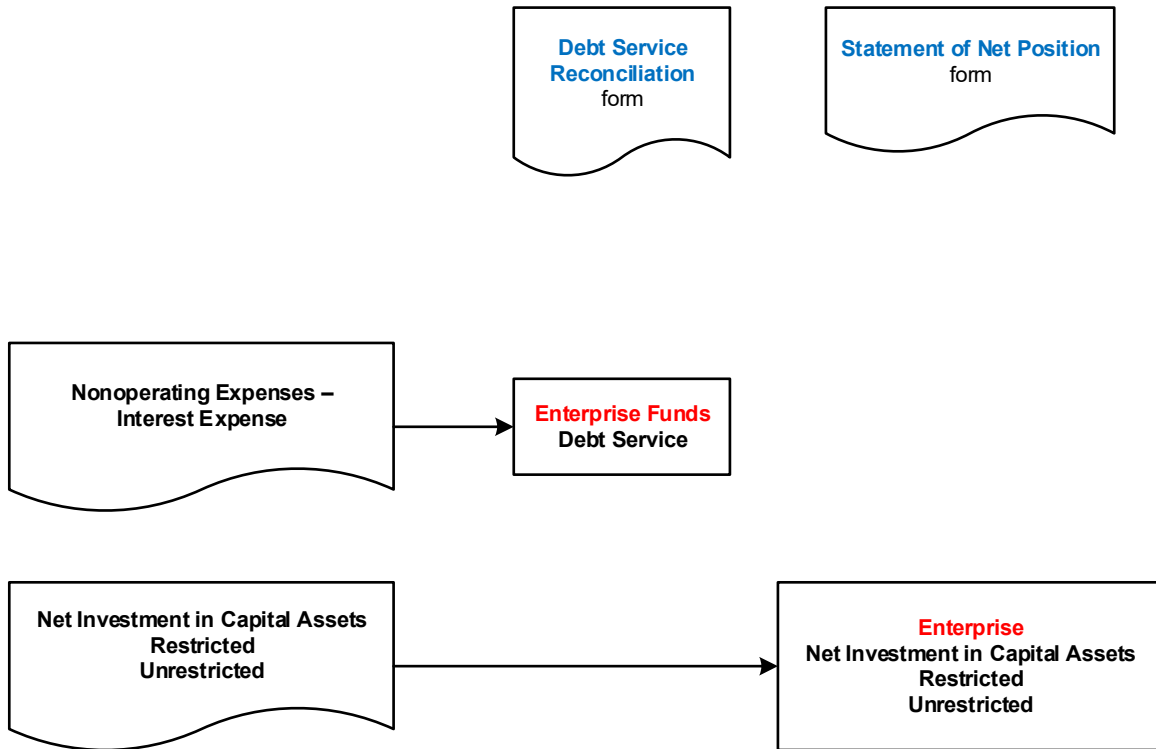 Debt Service
Reconciliation
form
Statement of Net Position
form
Nonoperating Expenses –
Interest Expense
Enterprise Funds
Debt Service
Net Investment in Capital Assets
Restricted
Unrestricted
Enterprise
Net Investment in Capital Assets
Restricted
Unrestricted